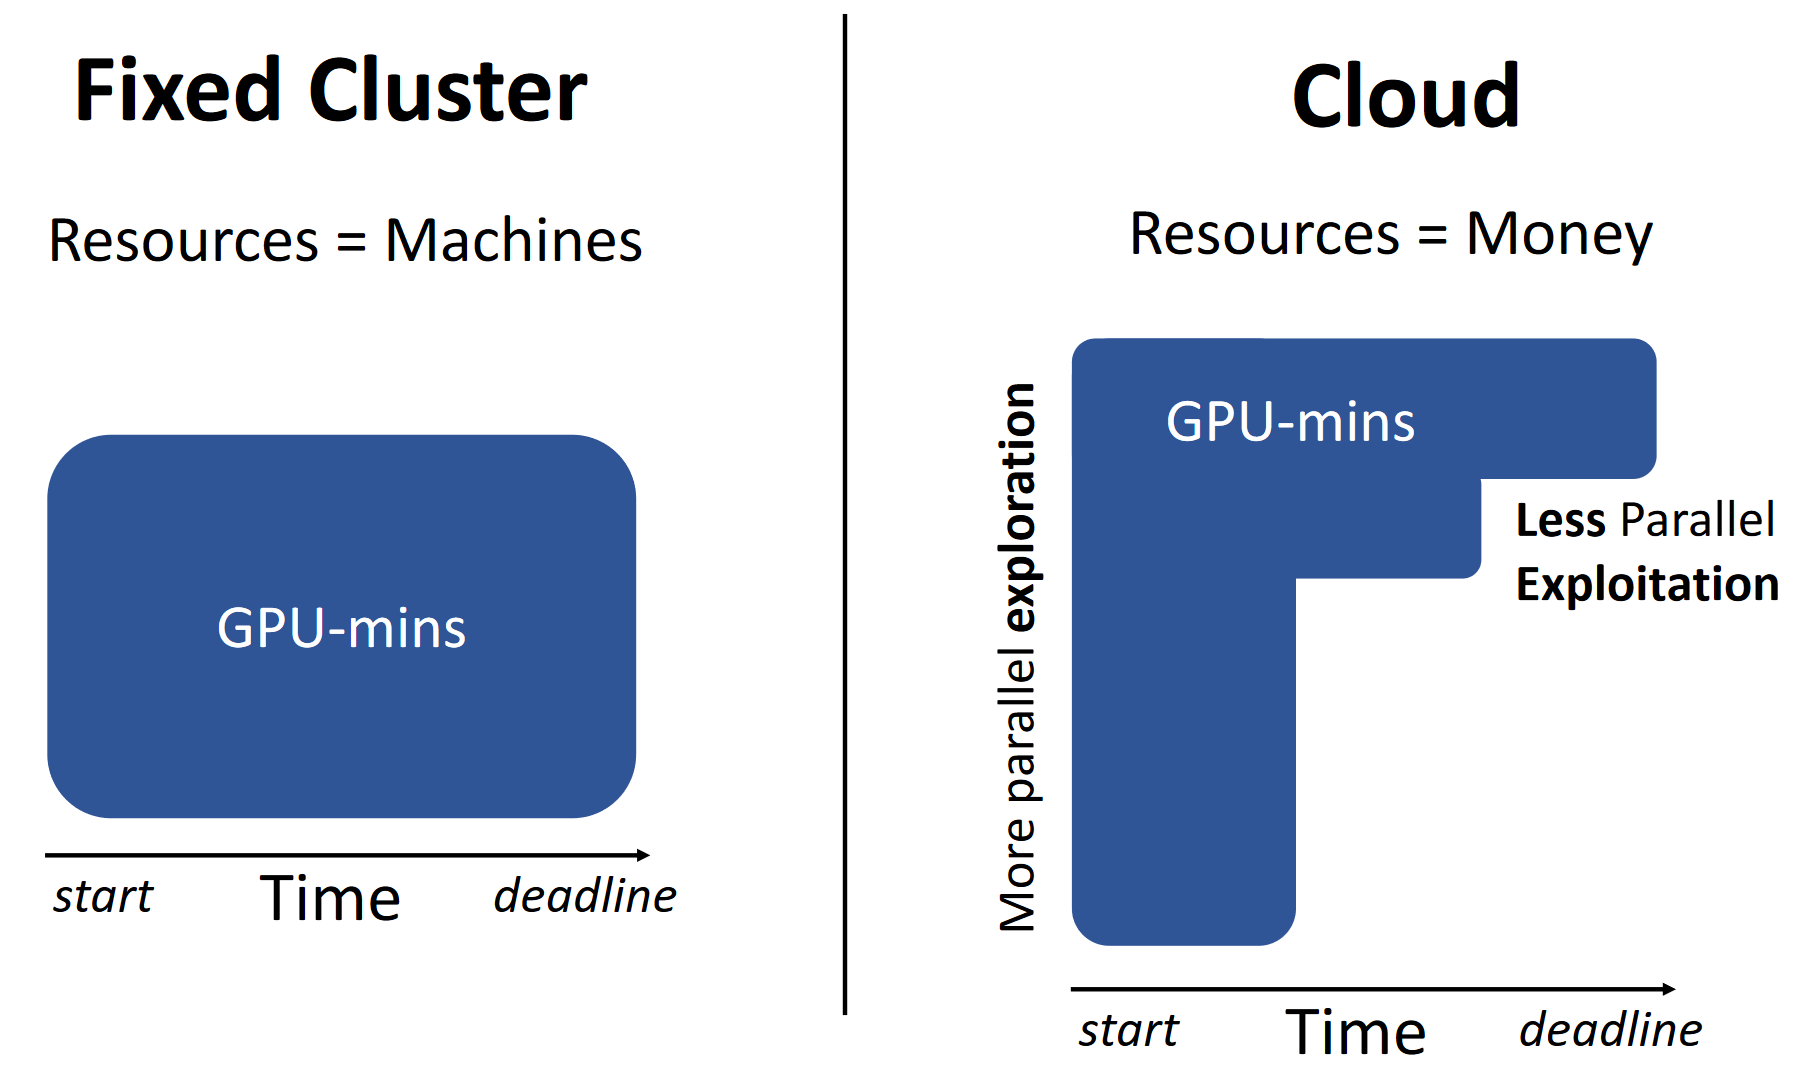 Fixed Cluster
Resources = Machines
GPU-mins
start
Time
deadline
Cloud
Resources = Money
More parallel exploration
GPU-mins
Less Parallel
Exploitation
start
Time
deadline